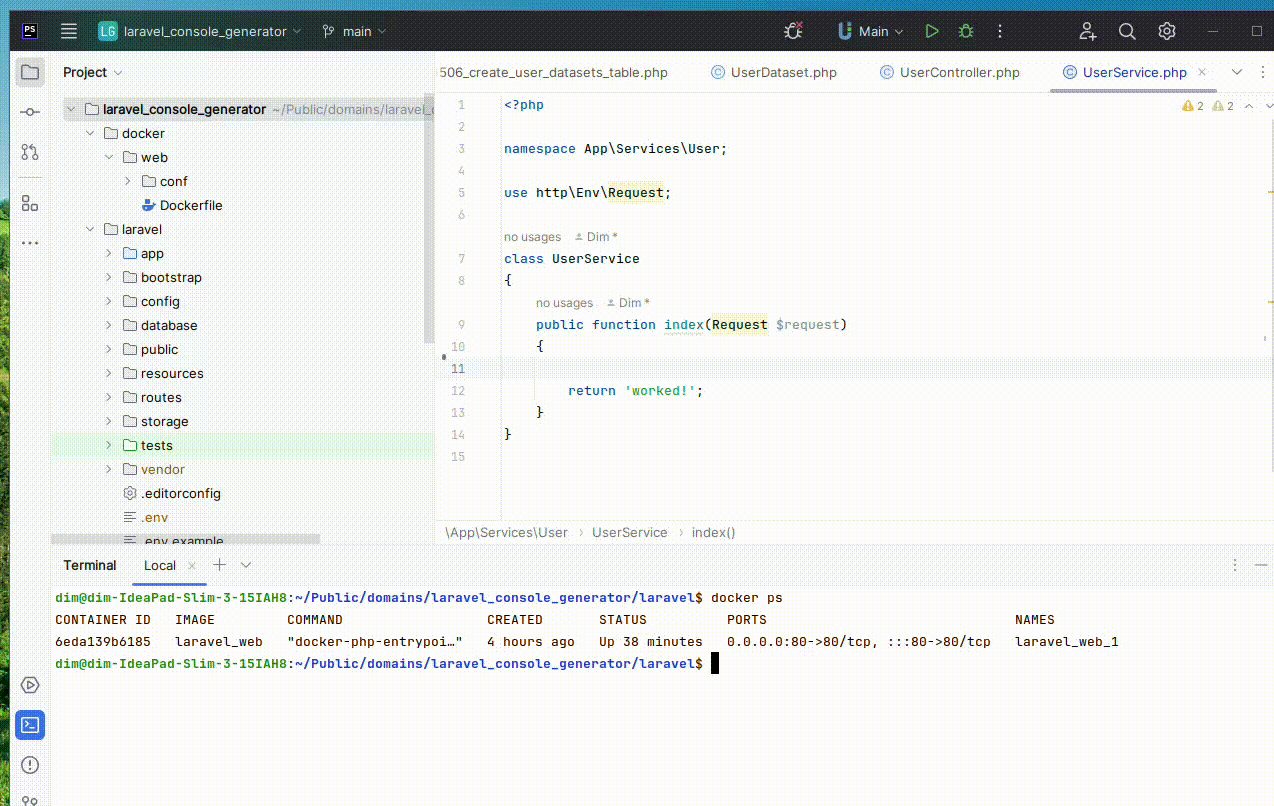 PS
LG laravel_console_generator main Main
Project
506_create_user_datasets_table.php UserDataset.php UserController.php UserService.php
laravel_console_generator ~/Public/domains/laravel_c
docker
web
conf
Dockerfile
laravel
app
bootstrap
config
database
public
resources
routes
storage
tests
vendor
.editorconfig
.env
.env.example
1 <?php
2 2
2
3 namespace App\Services\User;
4
5 use http\Env\Request;
6
no usages Dim *
7 class UserService
8 {
no usages Dim *
9 public function index(Request $request)
10 {
11
12 return 'worked!';
13 }
14 }
15
\App\Services\User UserService index()
Terminal Local
dim@dim-IdeaPad-Slim-3-15IAH8:~/Public/domains/laravel_console_generator/laravel$ docker ps
CONTAINER ID IMAGE COMMAND CREATED STATUS PORTS NAMES
6eda139b6185 laravel_web "docker-php-entrypoi…" 4 hours ago Up 38 minutes 0.0.0.0:80->80/tcp, :::80->80/tcp laravel_web_1
dim@dim-IdeaPad-Slim-3-15IAH8:~/Public/domains/laravel_console_generator/laravel$